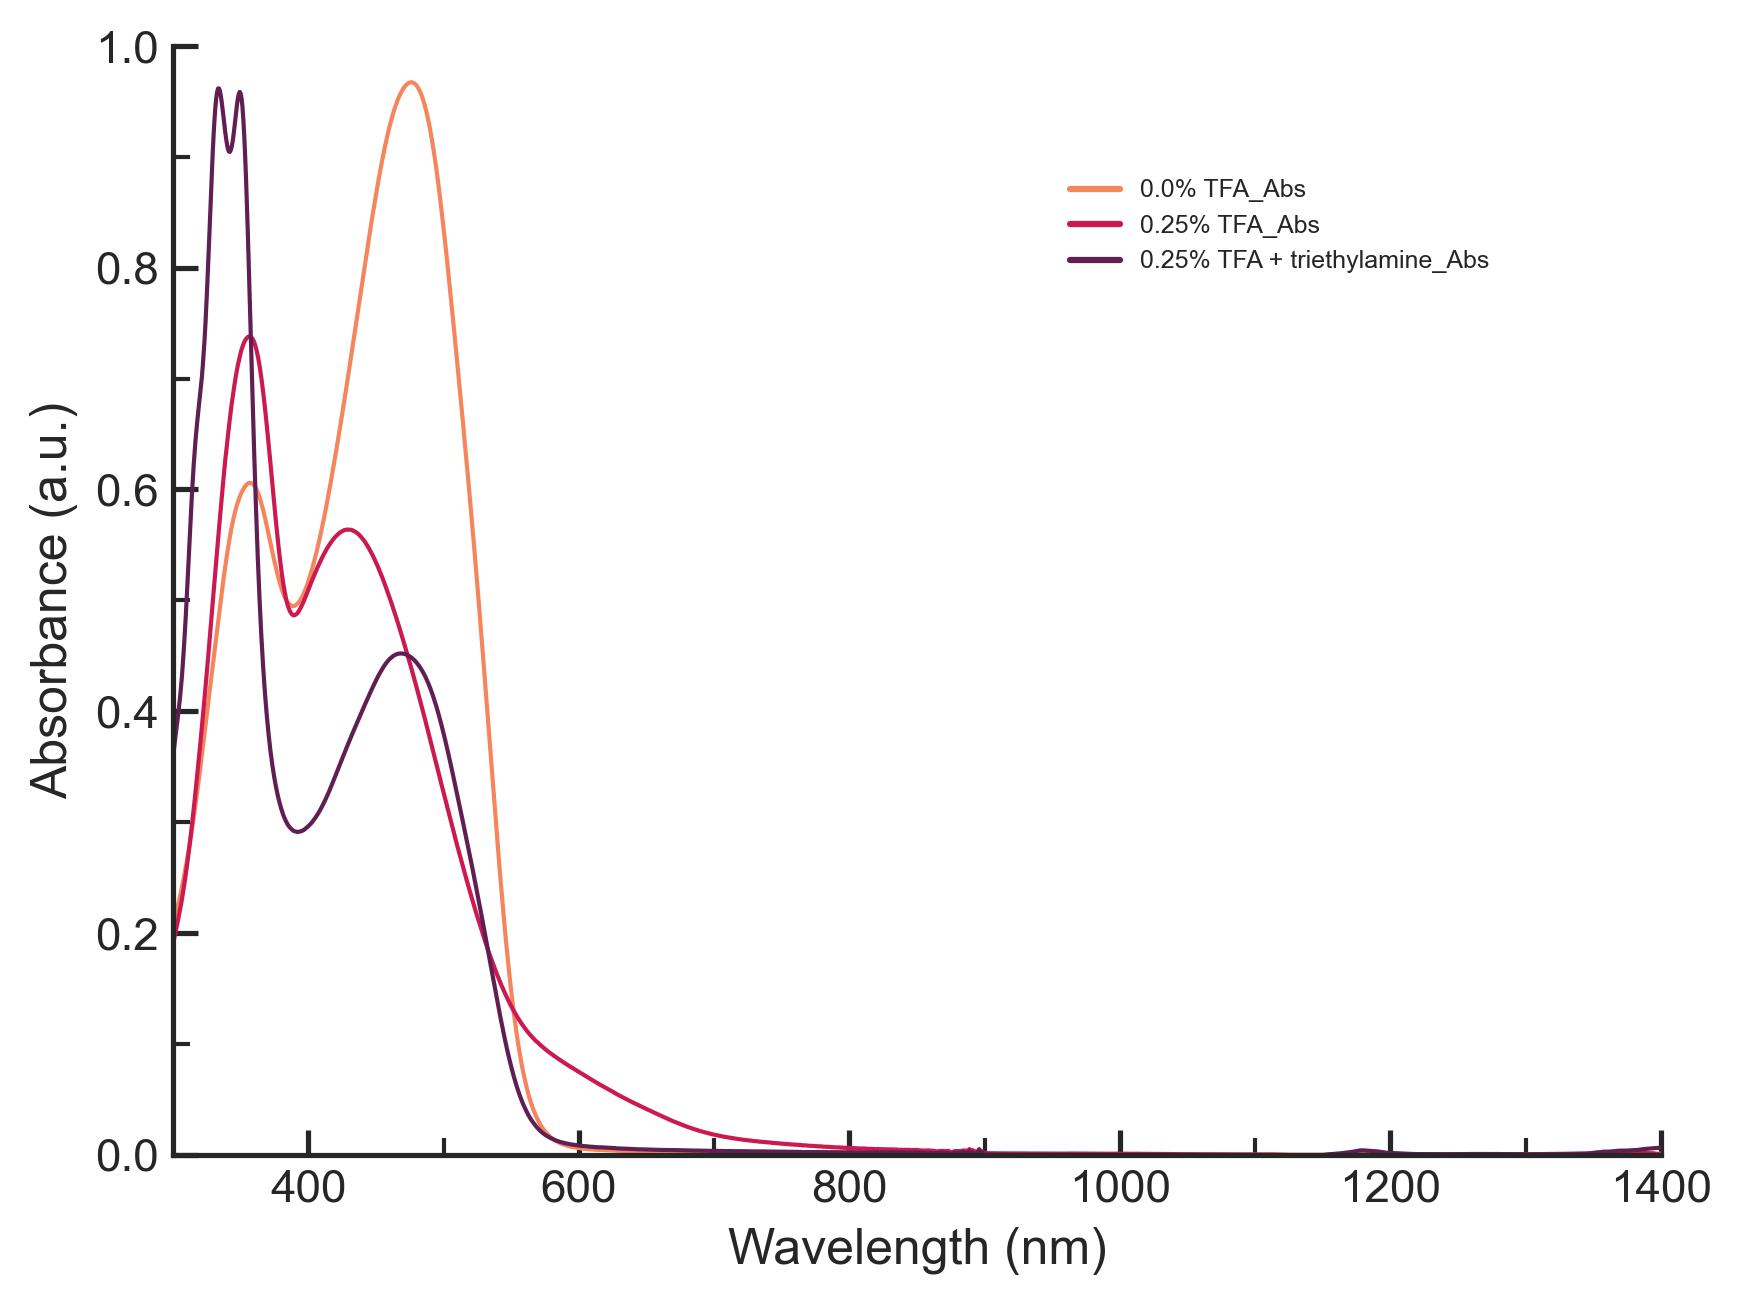 1.0
0.8
0.6
0.4
0.2
0.0
Absorbance (a.u.)
0.0% TFA_Abs
0.25% TFA_Abs
0.25% TFA + triethylamine_Abs
400 600 800 1000 1200 1400
Wavelength (nm)